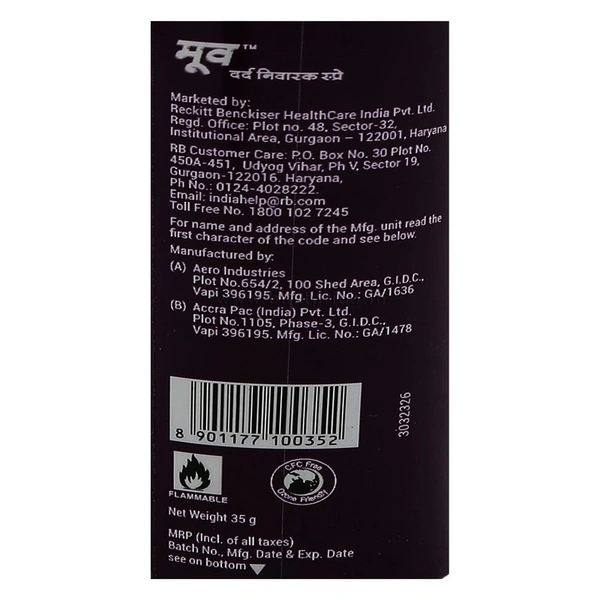 मूव™
दर्द निवारक स्प्रे
Marketed by:
Reckitt Benckiser HealthCare India Pvt. Ltd.
Regd. Office: Plot no. 48, Sector-32,
Institutional Area, Gurgaon – 122001, Haryana
RB Customer Care: P.O. Box No. 30 Plot No.
450A-451, Udyog Vihar, Ph V, Sector 19,
Gurgaon-122016. Haryana,
Ph No.: 0124-4028222.
Email: indiahelp@rb.com
Toll Free No. 1800 102 7245
For name and address of the Mfg. unit read the
first character of the code and see below.
Manufactured by:
(A) Aero Industries
Plot No.654/2, 100 Shed Area, G.I.D.C.,
Vapi 396195. Mfg. Lic. No.: GA/1636
(B) Accra Pac (India) Pvt. Ltd.
Plot No.1105, Phase-3, G.I.D.C.,
Vapi 396195. Mfg. Lic. No.: GA/1478
3032326
8 901177 100352
FLAMMABLE
CFC Free
Ozone Friendly
Net Weight 35 g
MRP (Incl. of all taxes)
Batch No., Mfg. Date & Exp. Date
see on bottom